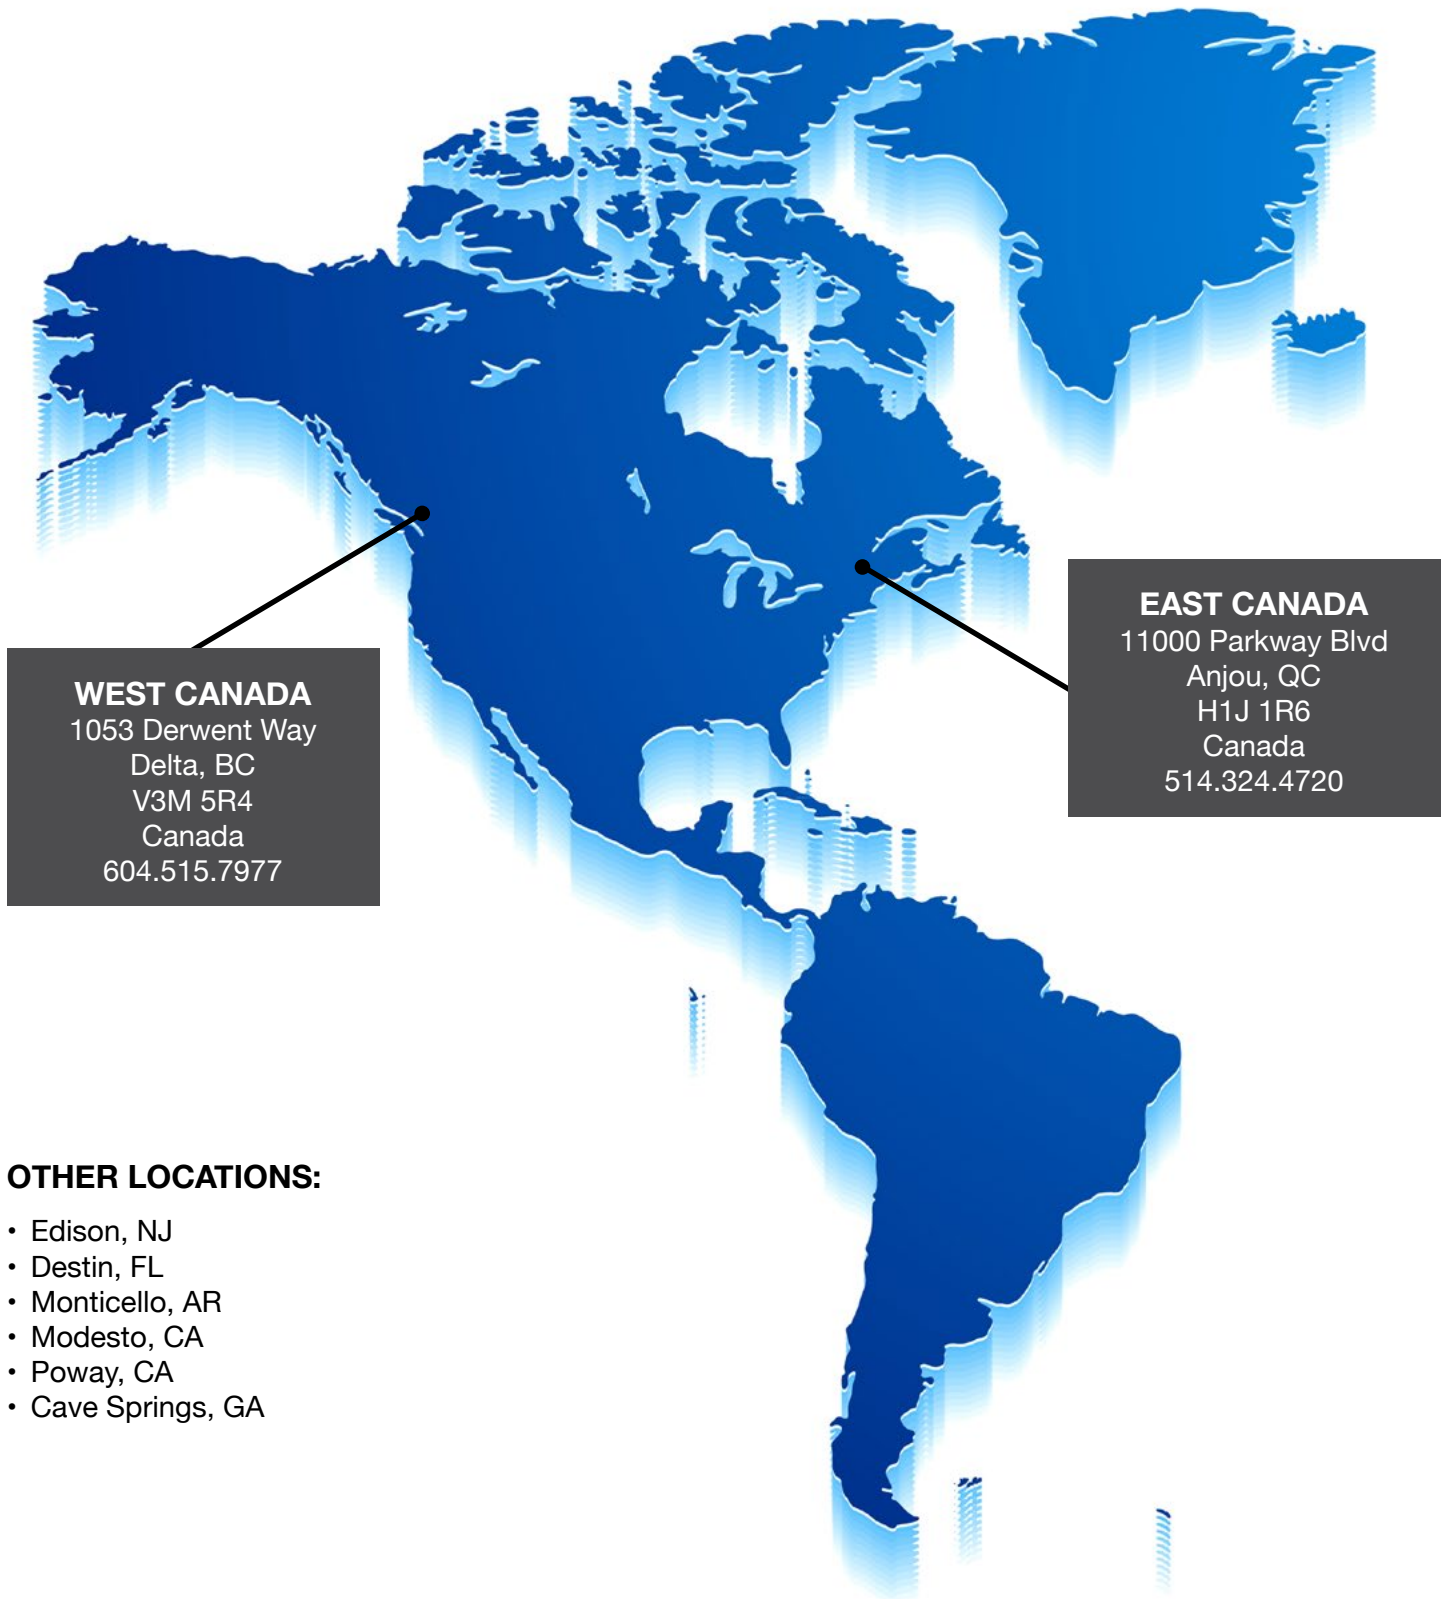 WEST CANADA
1053 Derwent Way
Delta, BC
V3M 5R4
Canada
604.515.7977
EAST CANADA
11000 Parkway Blvd
Anjou, QC
H1J 1R6
Canada
514.324.4720
OTHER LOCATIONS:
• Edison, NJ
• Destin, FL
• Monticello, AR
• Modesto, CA
• Poway, CA
• Cave Springs, GA